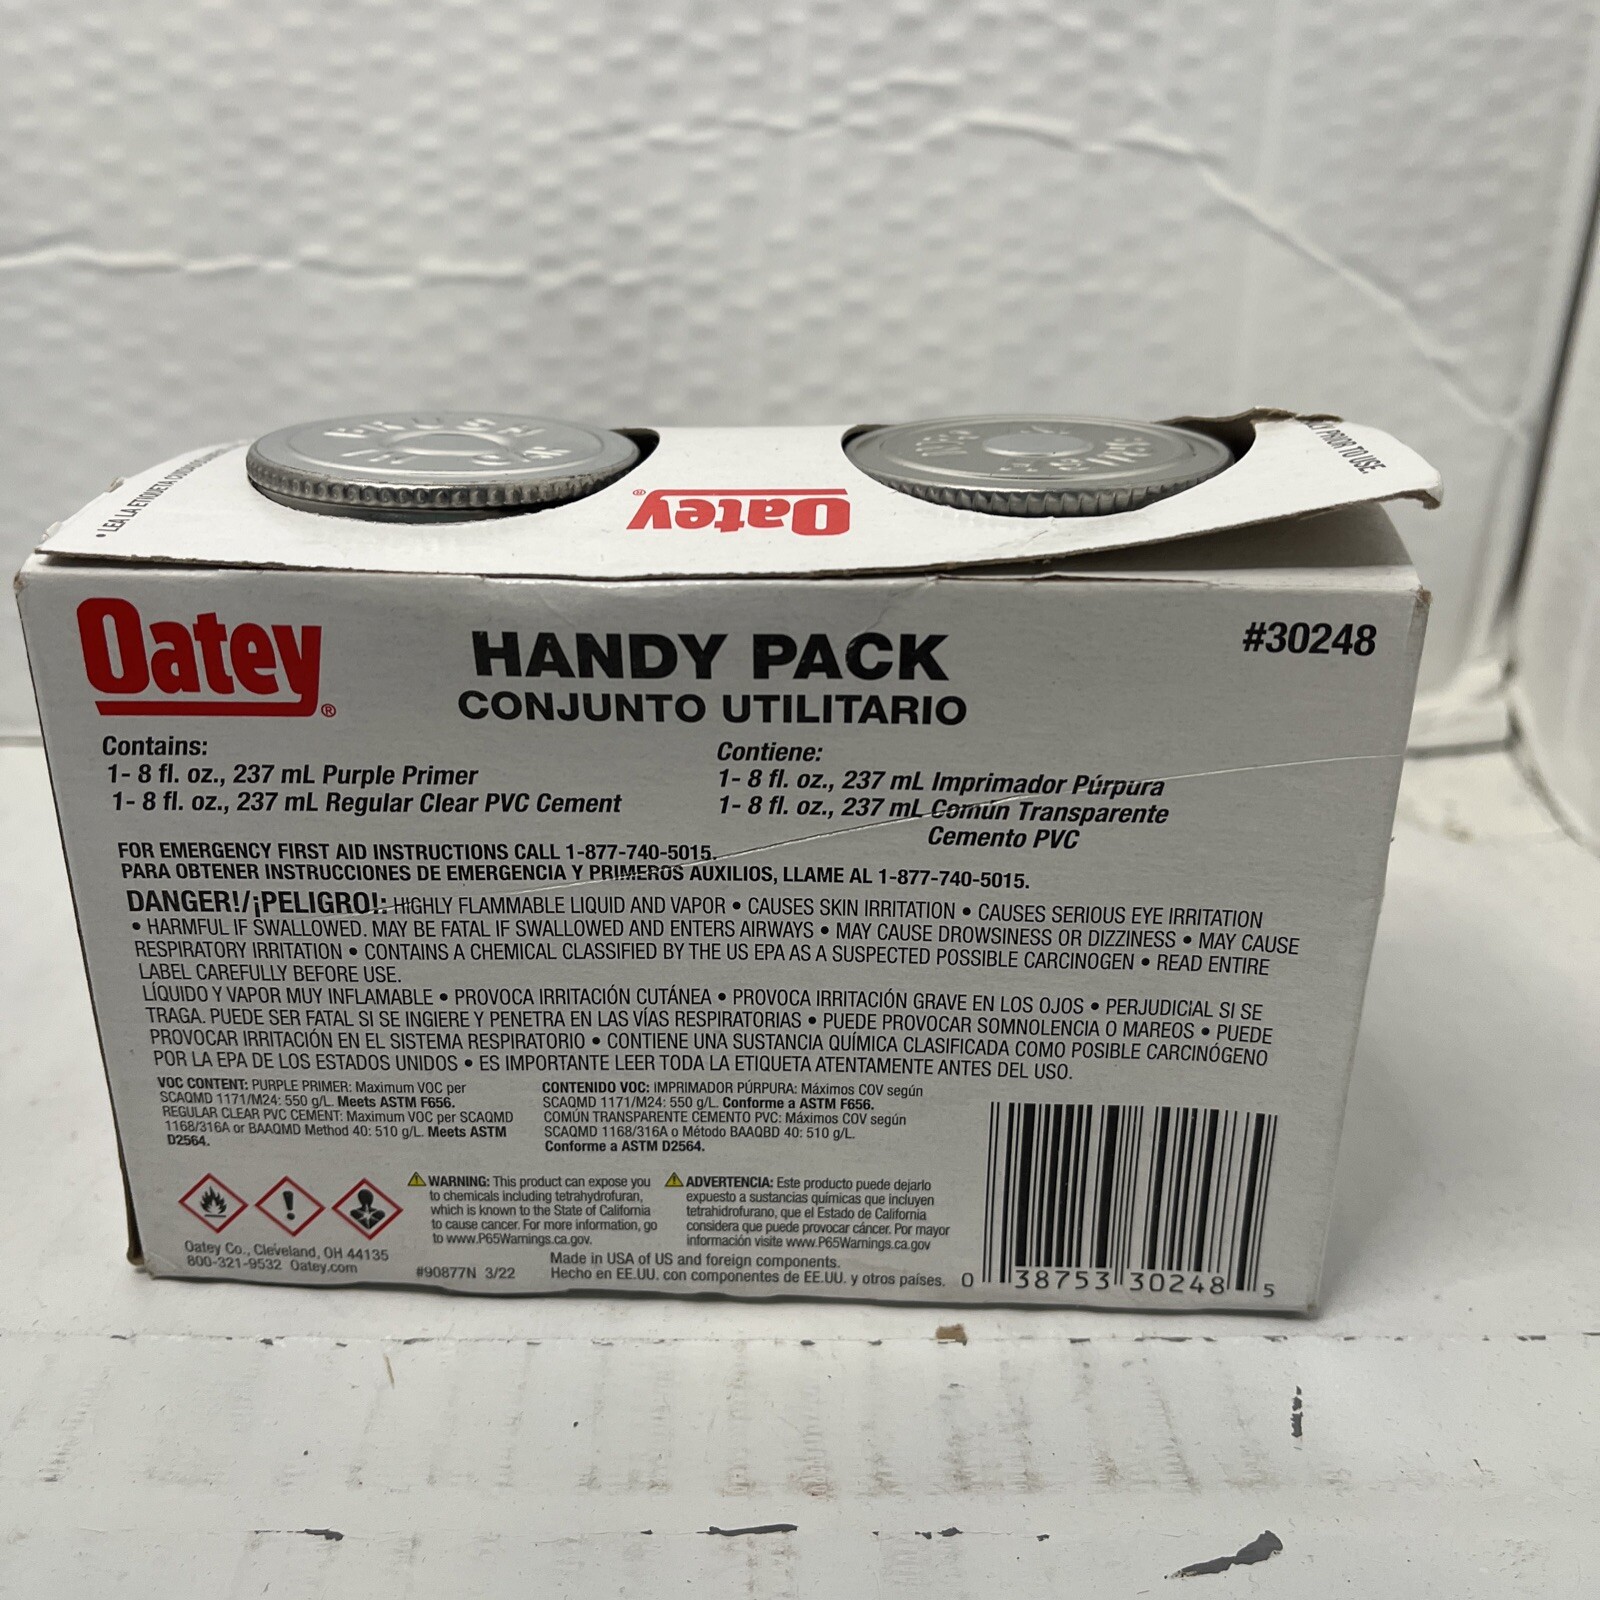 • LEA LA ETIQUETA
PRIOR TO USE.
Oatey®
Oatey®
HANDY PACK
#30248
CONJUNTO UTILITARIO
Contains:
1- 8 fl. oz., 237 mL Purple Primer
1- 8 fl. oz., 237 mL Regular Clear PVC Cement
Contiene:
1- 8 fl. oz., 237 mL Imprimador Púrpura
1- 8 fl. oz., 237 mL Común Transparente
Cemento PVC
FOR EMERGENCY FIRST AID INSTRUCTIONS CALL 1-877-740-5015.
PARA OBTENER INSTRUCCIONES DE EMERGENCIA Y PRIMEROS AUXILIOS, LLAME AL 1-877-740-5015.
DANGER!/¡PELIGRO!: HIGHLY FLAMMABLE LIQUID AND VAPOR • CAUSES SKIN IRRITATION • CAUSES SERIOUS EYE IRRITATION
• HARMFUL IF SWALLOWED. MAY BE FATAL IF SWALLOWED AND ENTERS AIRWAYS • MAY CAUSE DROWSINESS OR DIZZINESS • MAY CAUSE
RESPIRATORY IRRITATION • CONTAINS A CHEMICAL CLASSIFIED BY THE US EPA AS A SUSPECTED POSSIBLE CARCINOGEN • READ ENTIRE
LABEL CAREFULLY BEFORE USE.
LÍQUIDO Y VAPOR MUY INFLAMABLE • PROVOCA IRRITACIÓN CUTÁNEA • PROVOCA IRRITACIÓN GRAVE EN LOS OJOS • PERJUDICIAL SI SE
TRAGA. PUEDE SER FATAL SI SE INGIERE Y PENETRA EN LAS VÍAS RESPIRATORIAS • PUEDE PROVOCAR SOMNOLENCIA O MAREOS • PUEDE
PROVOCAR IRRITACIÓN EN EL SISTEMA RESPIRATORIO • CONTIENE UNA SUSTANCIA QUÍMICA CLASIFICADA COMO POSIBLE CARCINÓGENO
POR LA EPA DE LOS ESTADOS UNIDOS • ES IMPORTANTE LEER TODA LA ETIQUETA ATENTAMENTE ANTES DEL USO.
VOC CONTENT: PURPLE PRIMER: Maximum VOC per
SCAQMD 1171/M24: 550 g/L. Meets ASTM F656.
REGULAR CLEAR PVC CEMENT: Maximum VOC per SCAQMD
1168/316A or BAAQMD Method 40: 510 g/L. Meets ASTM
D2564.
CONTENIDO VOC: IMPRIMADOR PÚRPURA: Máximos COV según
SCAQMD 1171/M24: 550 g/L. Conforme a ASTM F656.
COMÚN TRANSPARENTE CEMENTO PVC: Máximos COV según
SCAQMD 1168/316A o Método BAAQBD 40: 510 g/L.
Conforme a ASTM D2564.
WARNING: This product can expose you
to chemicals including tetrahydrofuran,
which is known to the State of California
to cause cancer. For more information, go
to www.P65Warnings.ca.gov.
ADVERTENCIA: Este producto puede dejarlo
expuesto a sustancias químicas que incluyen
tetrahidrofurano, que el Estado de California
considera que puede provocar cáncer. Por mayor
información visite www.P65Warnings.ca.gov
Oatey Co., Cleveland, OH 44135
800-321-9532 Oatey.com
#90877N 3/22
Made in USA of US and foreign components.
Hecho en EE.UU. con componentes de EE.UU. y otros países.
0 38753 30248 5